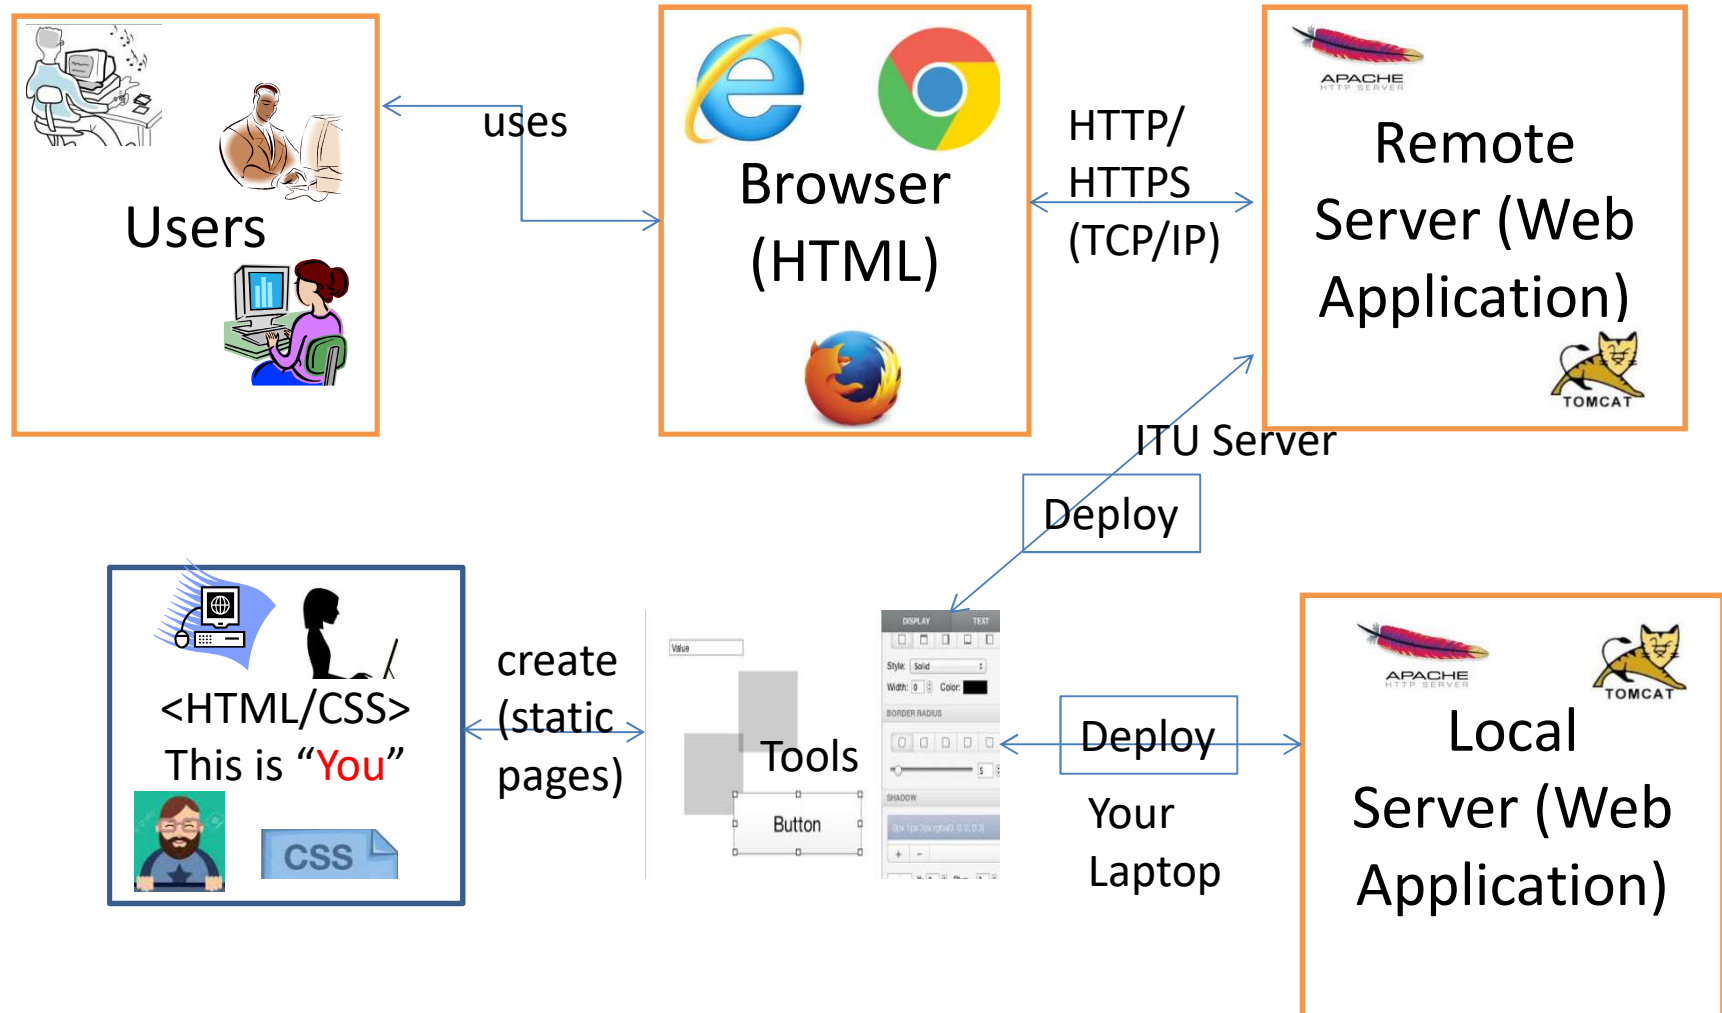 APACHE
HTTP SERVER
uses
HTTP/
HTTPS
(TCP/IP)
Users
Browser
(HTML)
Remote
Server (Web
Application)
TOMCAT
ITU Server
Deploy
<HTML/CSS>
This is “You”
CSS
create
(static
pages)
Value
Tools
Button
DISPLAY TEXT
Style: Solid
Width: 0 Color:
BORDER RADIUS
5
SHADOW
+ -
Deploy
Your
Laptop
APACHE
HTTP SERVER
TOMCAT
Local
Server (Web
Application)